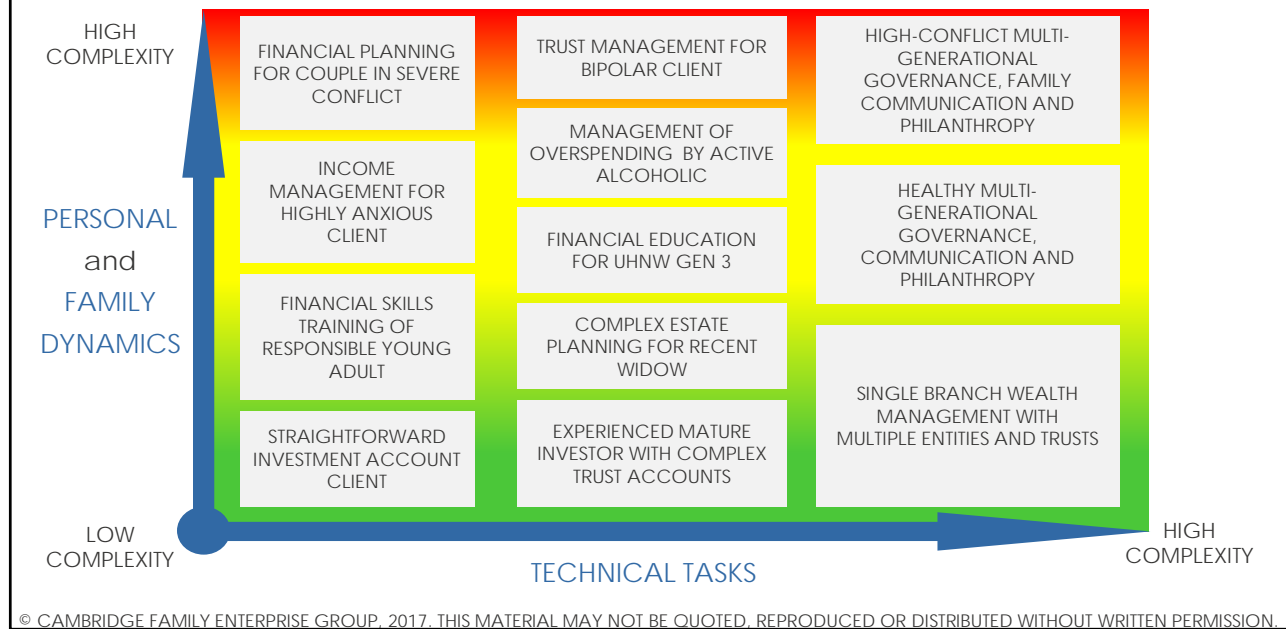 HIGH
COMPLEXITY
PERSONAL
and
FAMILY
DYNAMICS
LOW
COMPLEXITY
FINANCIAL PLANNING
FOR COUPLE IN SEVERE
CONFLICT
INCOME
MANAGEMENT FOR
HIGHLY ANXIOUS
CLIENT
FINANCIAL SKILLS
TRAINING OF
RESPONSIBLE YOUNG
ADULT
STRAIGHTFORWARD
INVESTMENT ACCOUNT
CLIENT
TRUST MANAGEMENT FOR
BIPOLAR CLIENT
MANAGEMENT OF
OVERSPENDING BY ACTIVE
ALCOHOLIC
FINANCIAL EDUCATION
FOR UHNW GEN 3
COMPLEX ESTATE
PLANNING FOR RECENT
WIDOW
EXPERIENCED MATURE
INVESTOR WITH COMPLEX
TRUST ACCOUNTS
HIGH-CONFLICT MULTI-
GENERATIONAL
GOVERNANCE, FAMILY
COMMUNICATION AND
PHILANTHROPY
HEALTHY MULTI-
GENERATIONAL
GOVERNANCE,
COMMUNICATION AND
PHILANTHROPY
SINGLE BRANCH WEALTH
MANAGEMENT WITH
MULTIPLE ENTITIES AND TRUSTS
TECHNICAL TASKS
HIGH
COMPLEXITY
© CAMBRIDGE FAMILY ENTERPRISE GROUP, 2017. THIS MATERIAL MAY NOT BE QUOTED, REPRODUCED OR DISTRIBUTED WITHOUT WRITTEN PERMISSION.